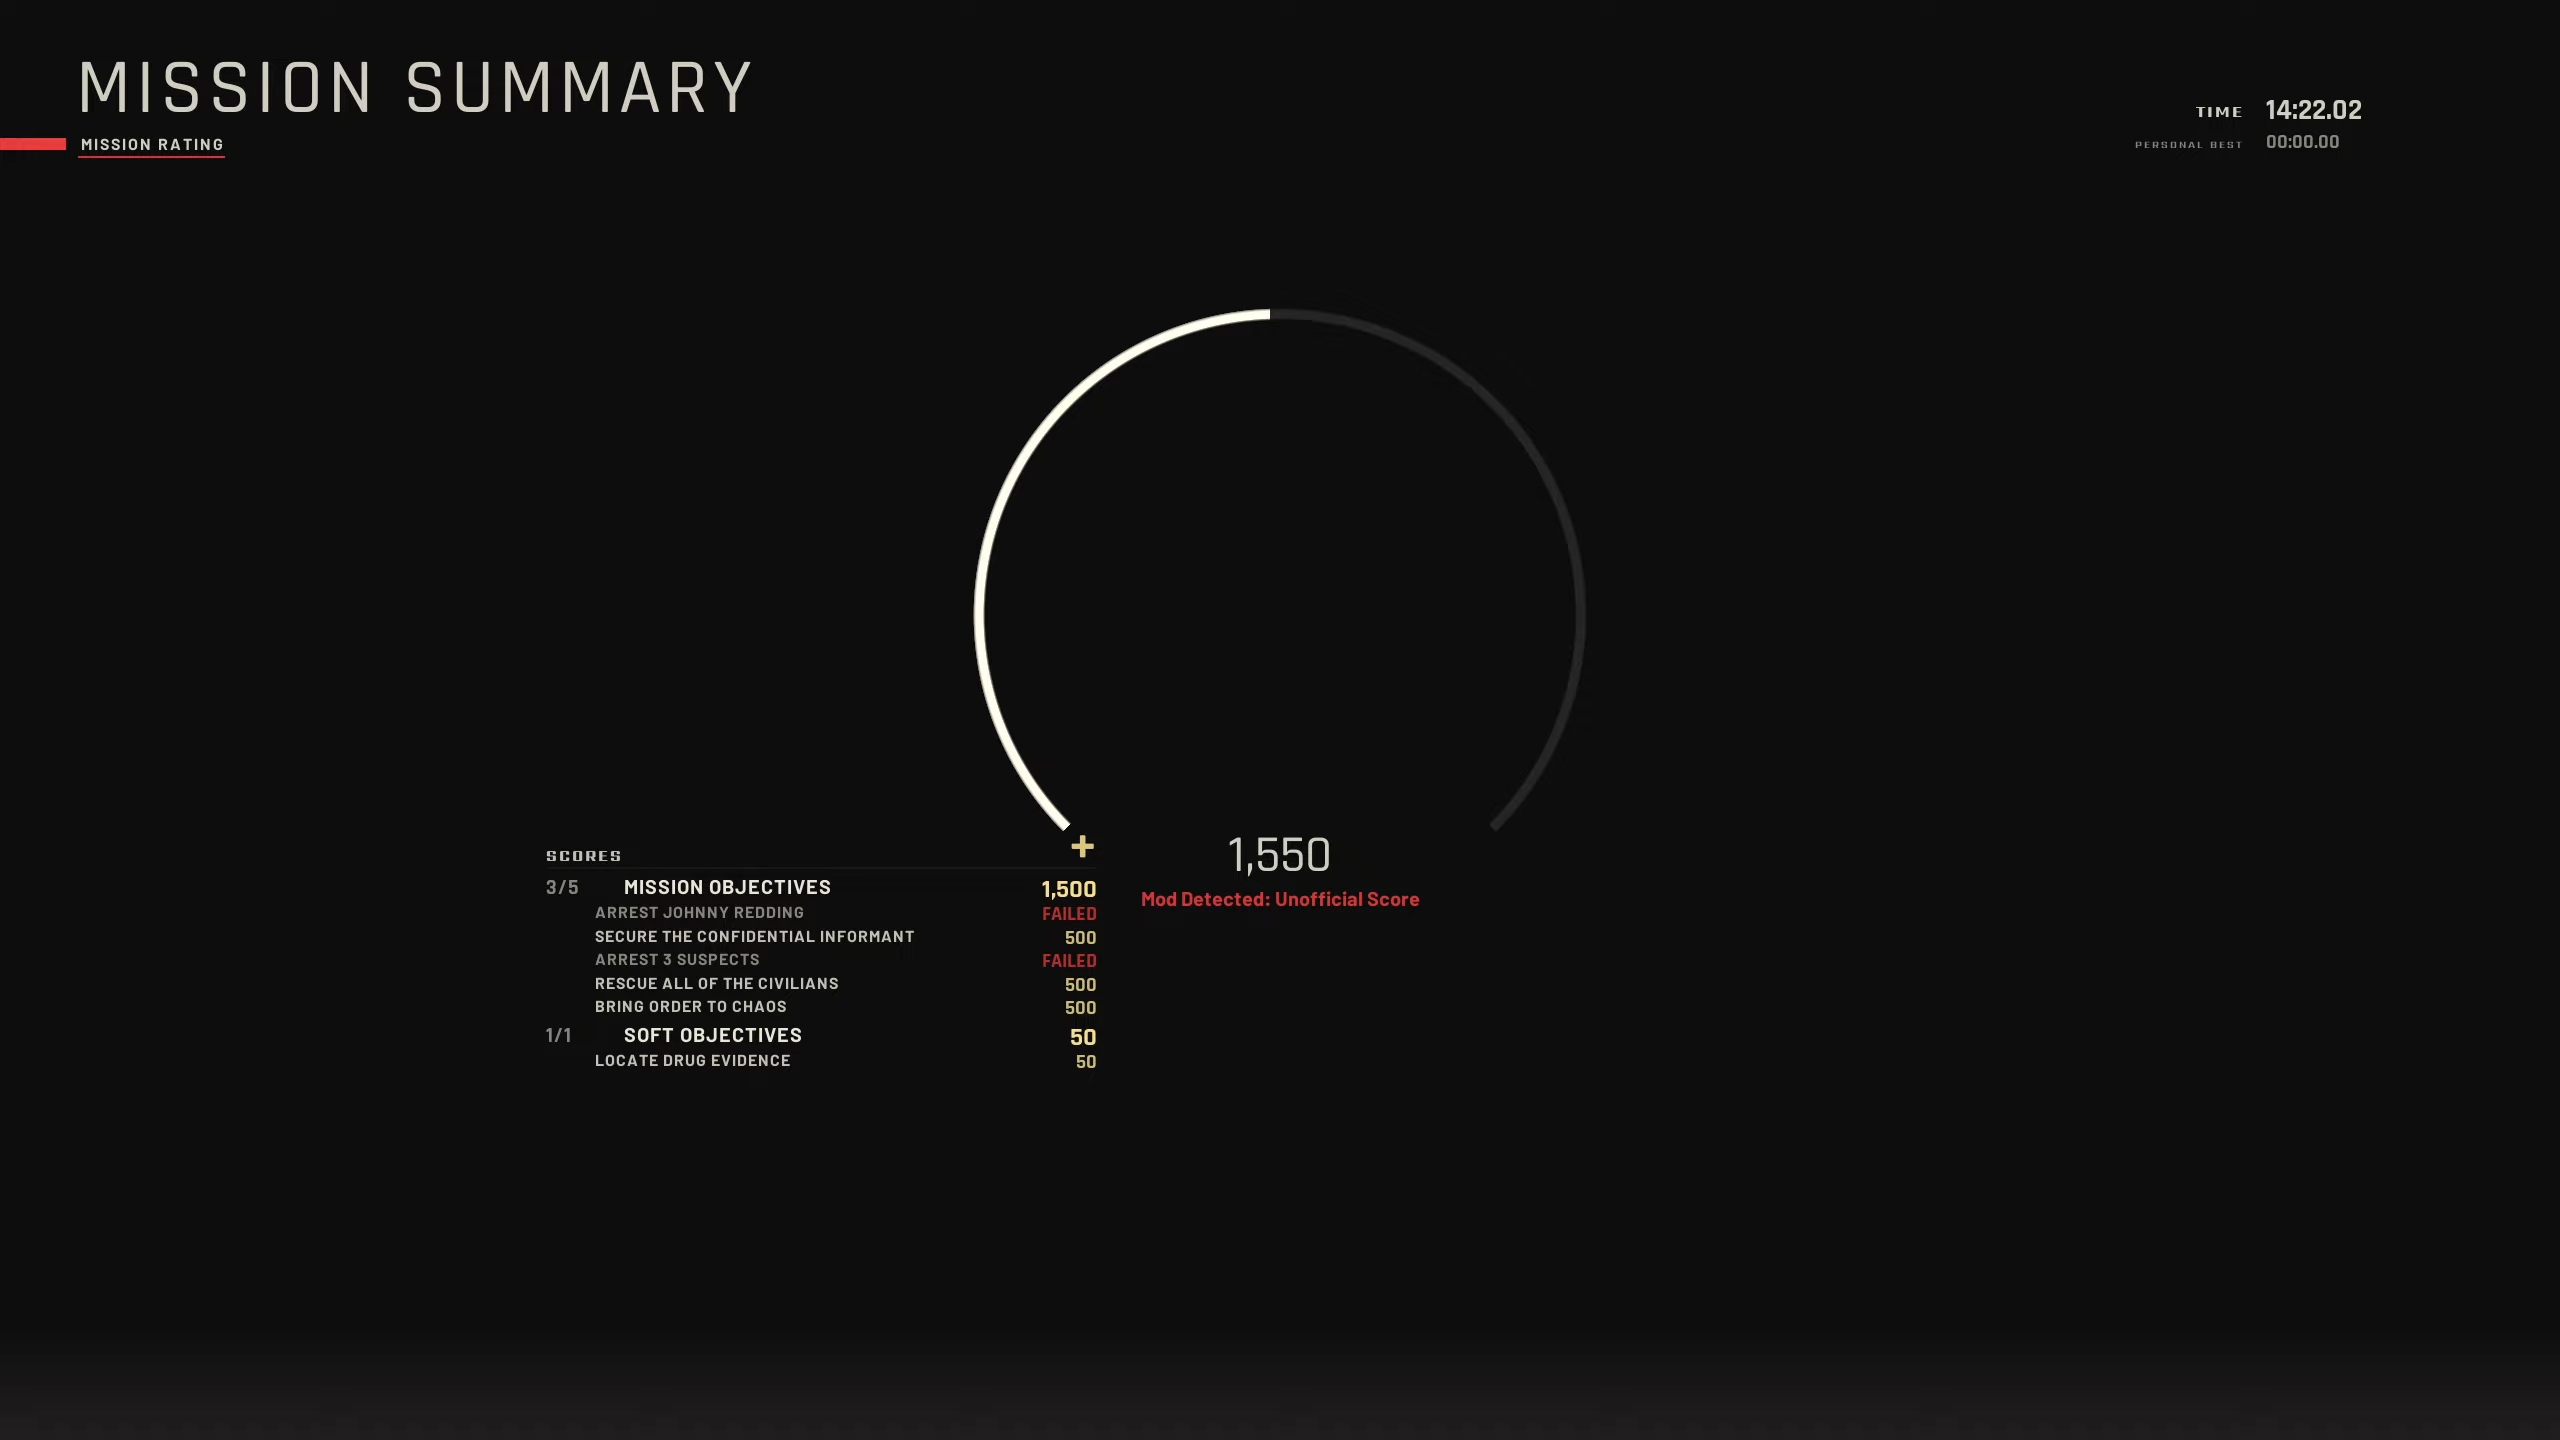 MISSION SUMMARY
MISSION RATING
TIME 14:22.02
PERSONAL BEST 00:00.00
SCORES +
3/5 MISSION OBJECTIVES 1,500
ARREST JOHNNY REDDING FAILED
SECURE THE CONFIDENTIAL INFORMANT 500
ARREST 3 SUSPECTS FAILED
RESCUE ALL OF THE CIVILIANS 500
BRING ORDER TO CHAOS 500
1/1 SOFT OBJECTIVES 50
LOCATE DRUG EVIDENCE 50
1,550
Mod Detected: Unofficial Score